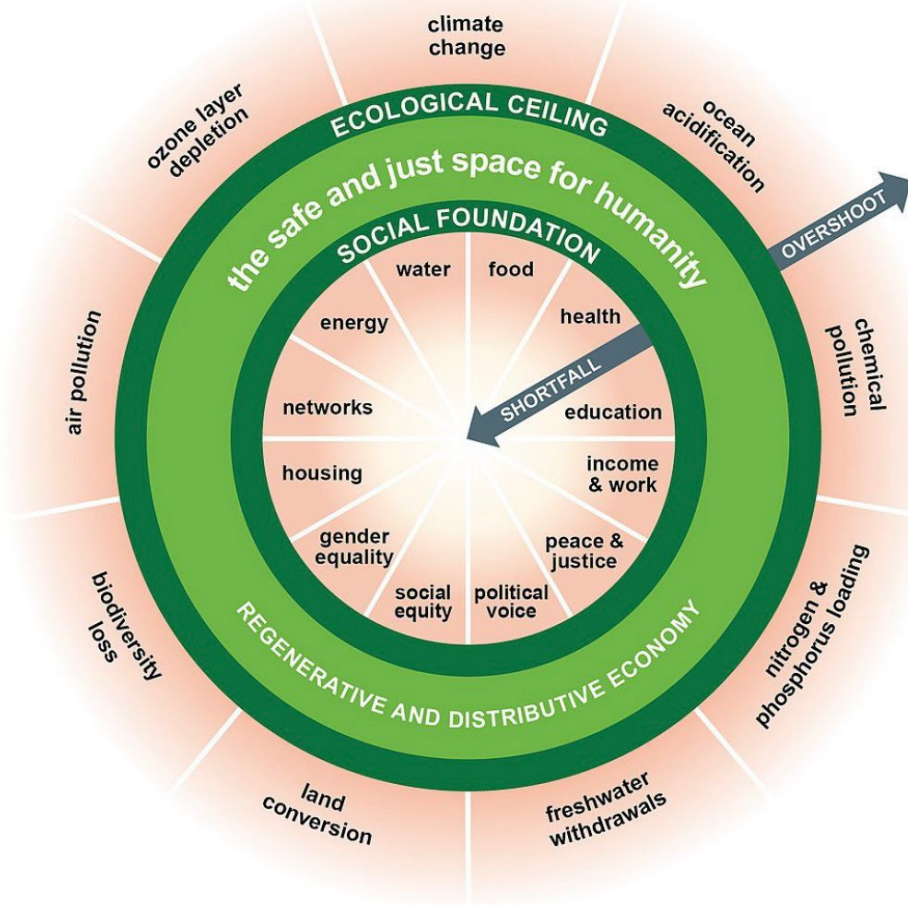 climate
change
ocean
acidification
OVERSHOOT
chemical
pollution
nitrogen &
phosphorus loading
freshwater
withdrawals
land
conversion
biodiversity
loss
air pollution
ozone layer
depletion
ECOLOGICAL CEILING
the safe and just space for humanity
SOCIAL FOUNDATION
water
food
health
SHORTFALL
education
income
& work
peace &
justice
political
voice
social
equity
gender
equality
housing
networks
energy
REGENERATIVE AND DISTRIBUTIVE ECONOMY